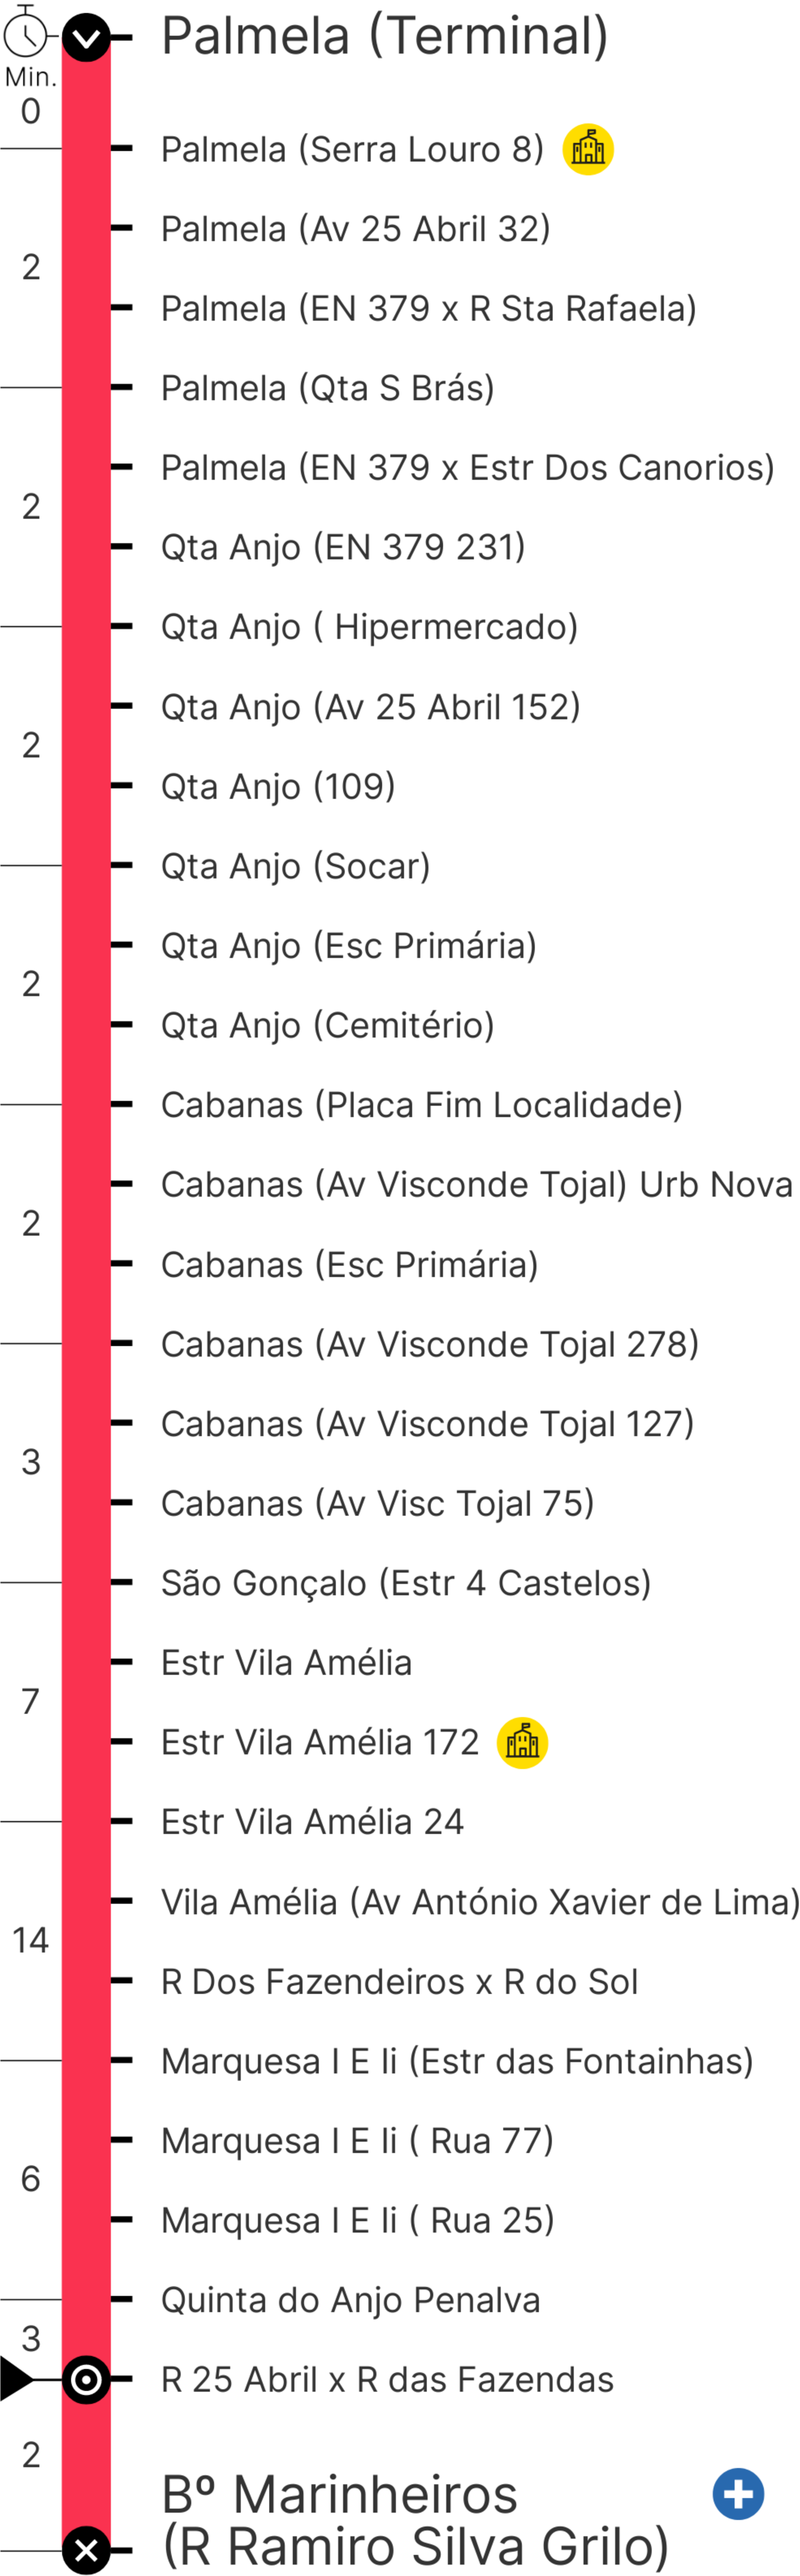 Palmela (Terminal)
Min.
0
Palmela (Serra Louro 8)
Palmela (Av 25 Abril 32)
2
Palmela (EN 379 x R Sta Rafaela)
Palmela (Qta S Brás)
Palmela (EN 379 x Estr Dos Canorios)
2
Qta Anjo (EN 379 231)
Qta Anjo ( Hipermercado)
Qta Anjo (Av 25 Abril 152)
2
Qta Anjo (109)
Qta Anjo (Socar)
Qta Anjo (Esc Primária)
2
Qta Anjo (Cemitério)
Cabanas (Placa Fim Localidade)
Cabanas (Av Visconde Tojal) Urb Nova
2
Cabanas (Esc Primária)
Cabanas (Av Visconde Tojal 278)
Cabanas (Av Visconde Tojal 127)
3
Cabanas (Av Visc Tojal 75)
São Gonçalo (Estr 4 Castelos)
Estr Vila Amélia
7
Estr Vila Amélia 172
Estr Vila Amélia 24
Vila Amélia (Av António Xavier de Lima)
14
R Dos Fazendeiros x R do Sol
Marquesa I E Ii (Estr das Fontainhas)
Marquesa I E Ii ( Rua 77)
6
Marquesa I E Ii ( Rua 25)
Quinta do Anjo Penalva
3
R 25 Abril x R das Fazendas
2
Bº Marinheiros
(R Ramiro Silva Grilo)